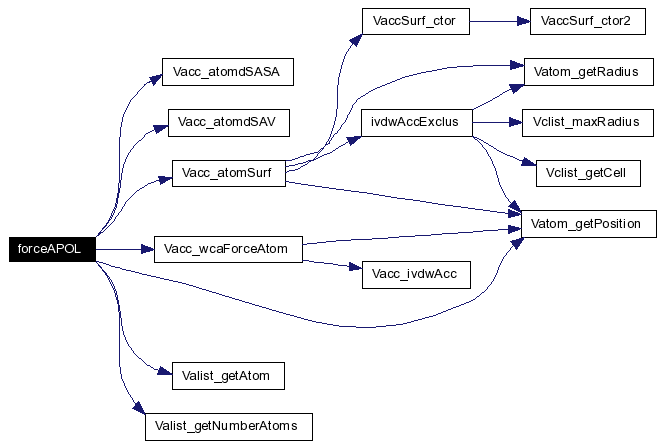 VaccSurf_ctor
VaccSurf_ctor2
Vacc_atomdSASA
Vatom_getRadius
Vacc_atomdSAV
ivdwAccExclus
Vclist_maxRadius
Vacc_atomSurf
Vclist_getCell
Vatom_getPosition
forceAPOL
Vacc_wcaForceAtom
Vacc_ivdwAcc
Valist_getAtom
Valist_getNumberAtoms